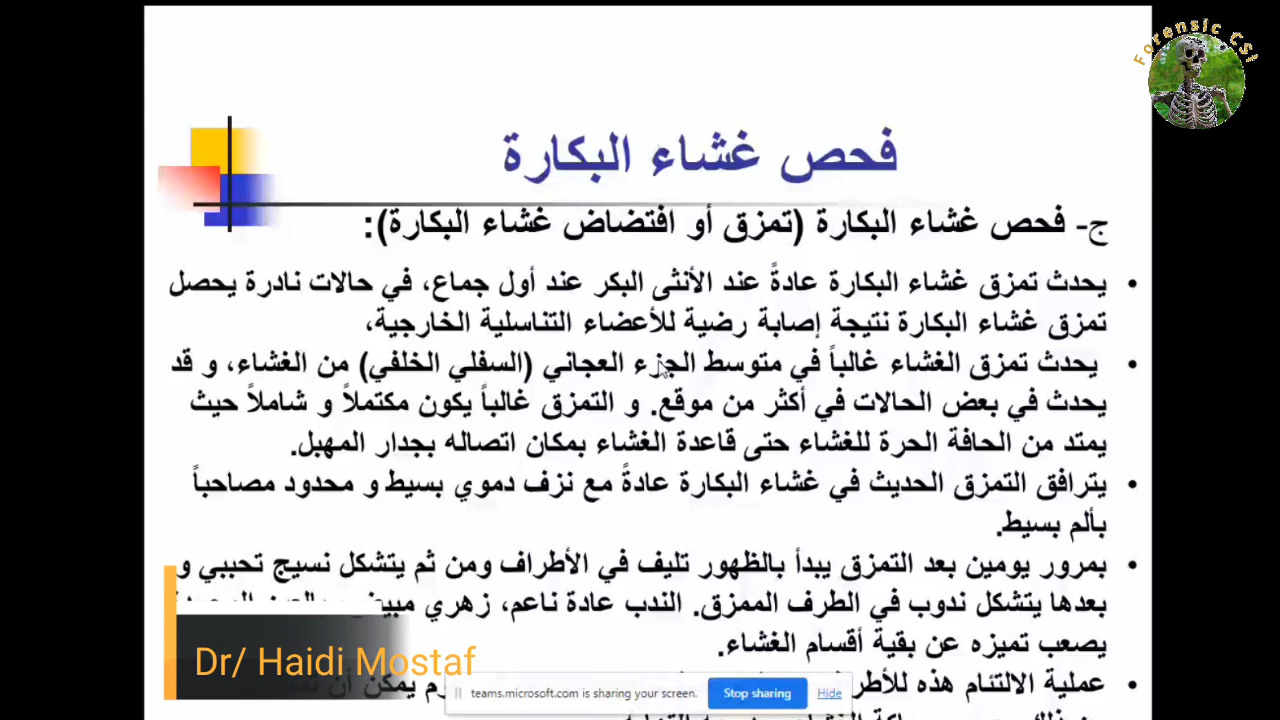 Forensic CSI
فحص غشاء البكارة
ج- فحص غشاء البكارة (تمزق أو افتضاض غشاء البكارة):
• يحدث تمزق غشاء البكارة عادةً عند الأنثى البكر عند أول جماع، في حالات نادرة يحصل
تمزق غشاء البكارة نتيجة إصابة رضية للأعضاء التناسلية الخارجية،
• يحدث تمزق الغشاء غالباً في متوسط الجزء العجاني (السفلي الخلفي) من الغشاء، و قد
يحدث في بعض الحالات في أكثر من موقع. و التمزق غالباً يكون مكتملاً و شاملاً حيث
يمتد من الحافة الحرة للغشاء حتى قاعدة الغشاء بمكان اتصاله بجدار المهبل.
• يترافق التمزق الحديث في غشاء البكارة عادةً مع نزف دموي بسيط و محدود مصاحباً
بألم بسيط.
• بمرور يومين بعد التمزق يبدأ بالظهور تليف في الأطراف ومن ثم يتشكل نسيج تحببي و
بعدها يتشكل ندوب في الطرف الممزق. الندب عادة ناعم، زهري
يصعب تميزه عن بقية أقسام الغشاء.
• عملية الالتئام هذه يمكن أن
Dr/ Haidi Mostaf
teams.microsoft.com is sharing your screen.
Stop sharing
Hide